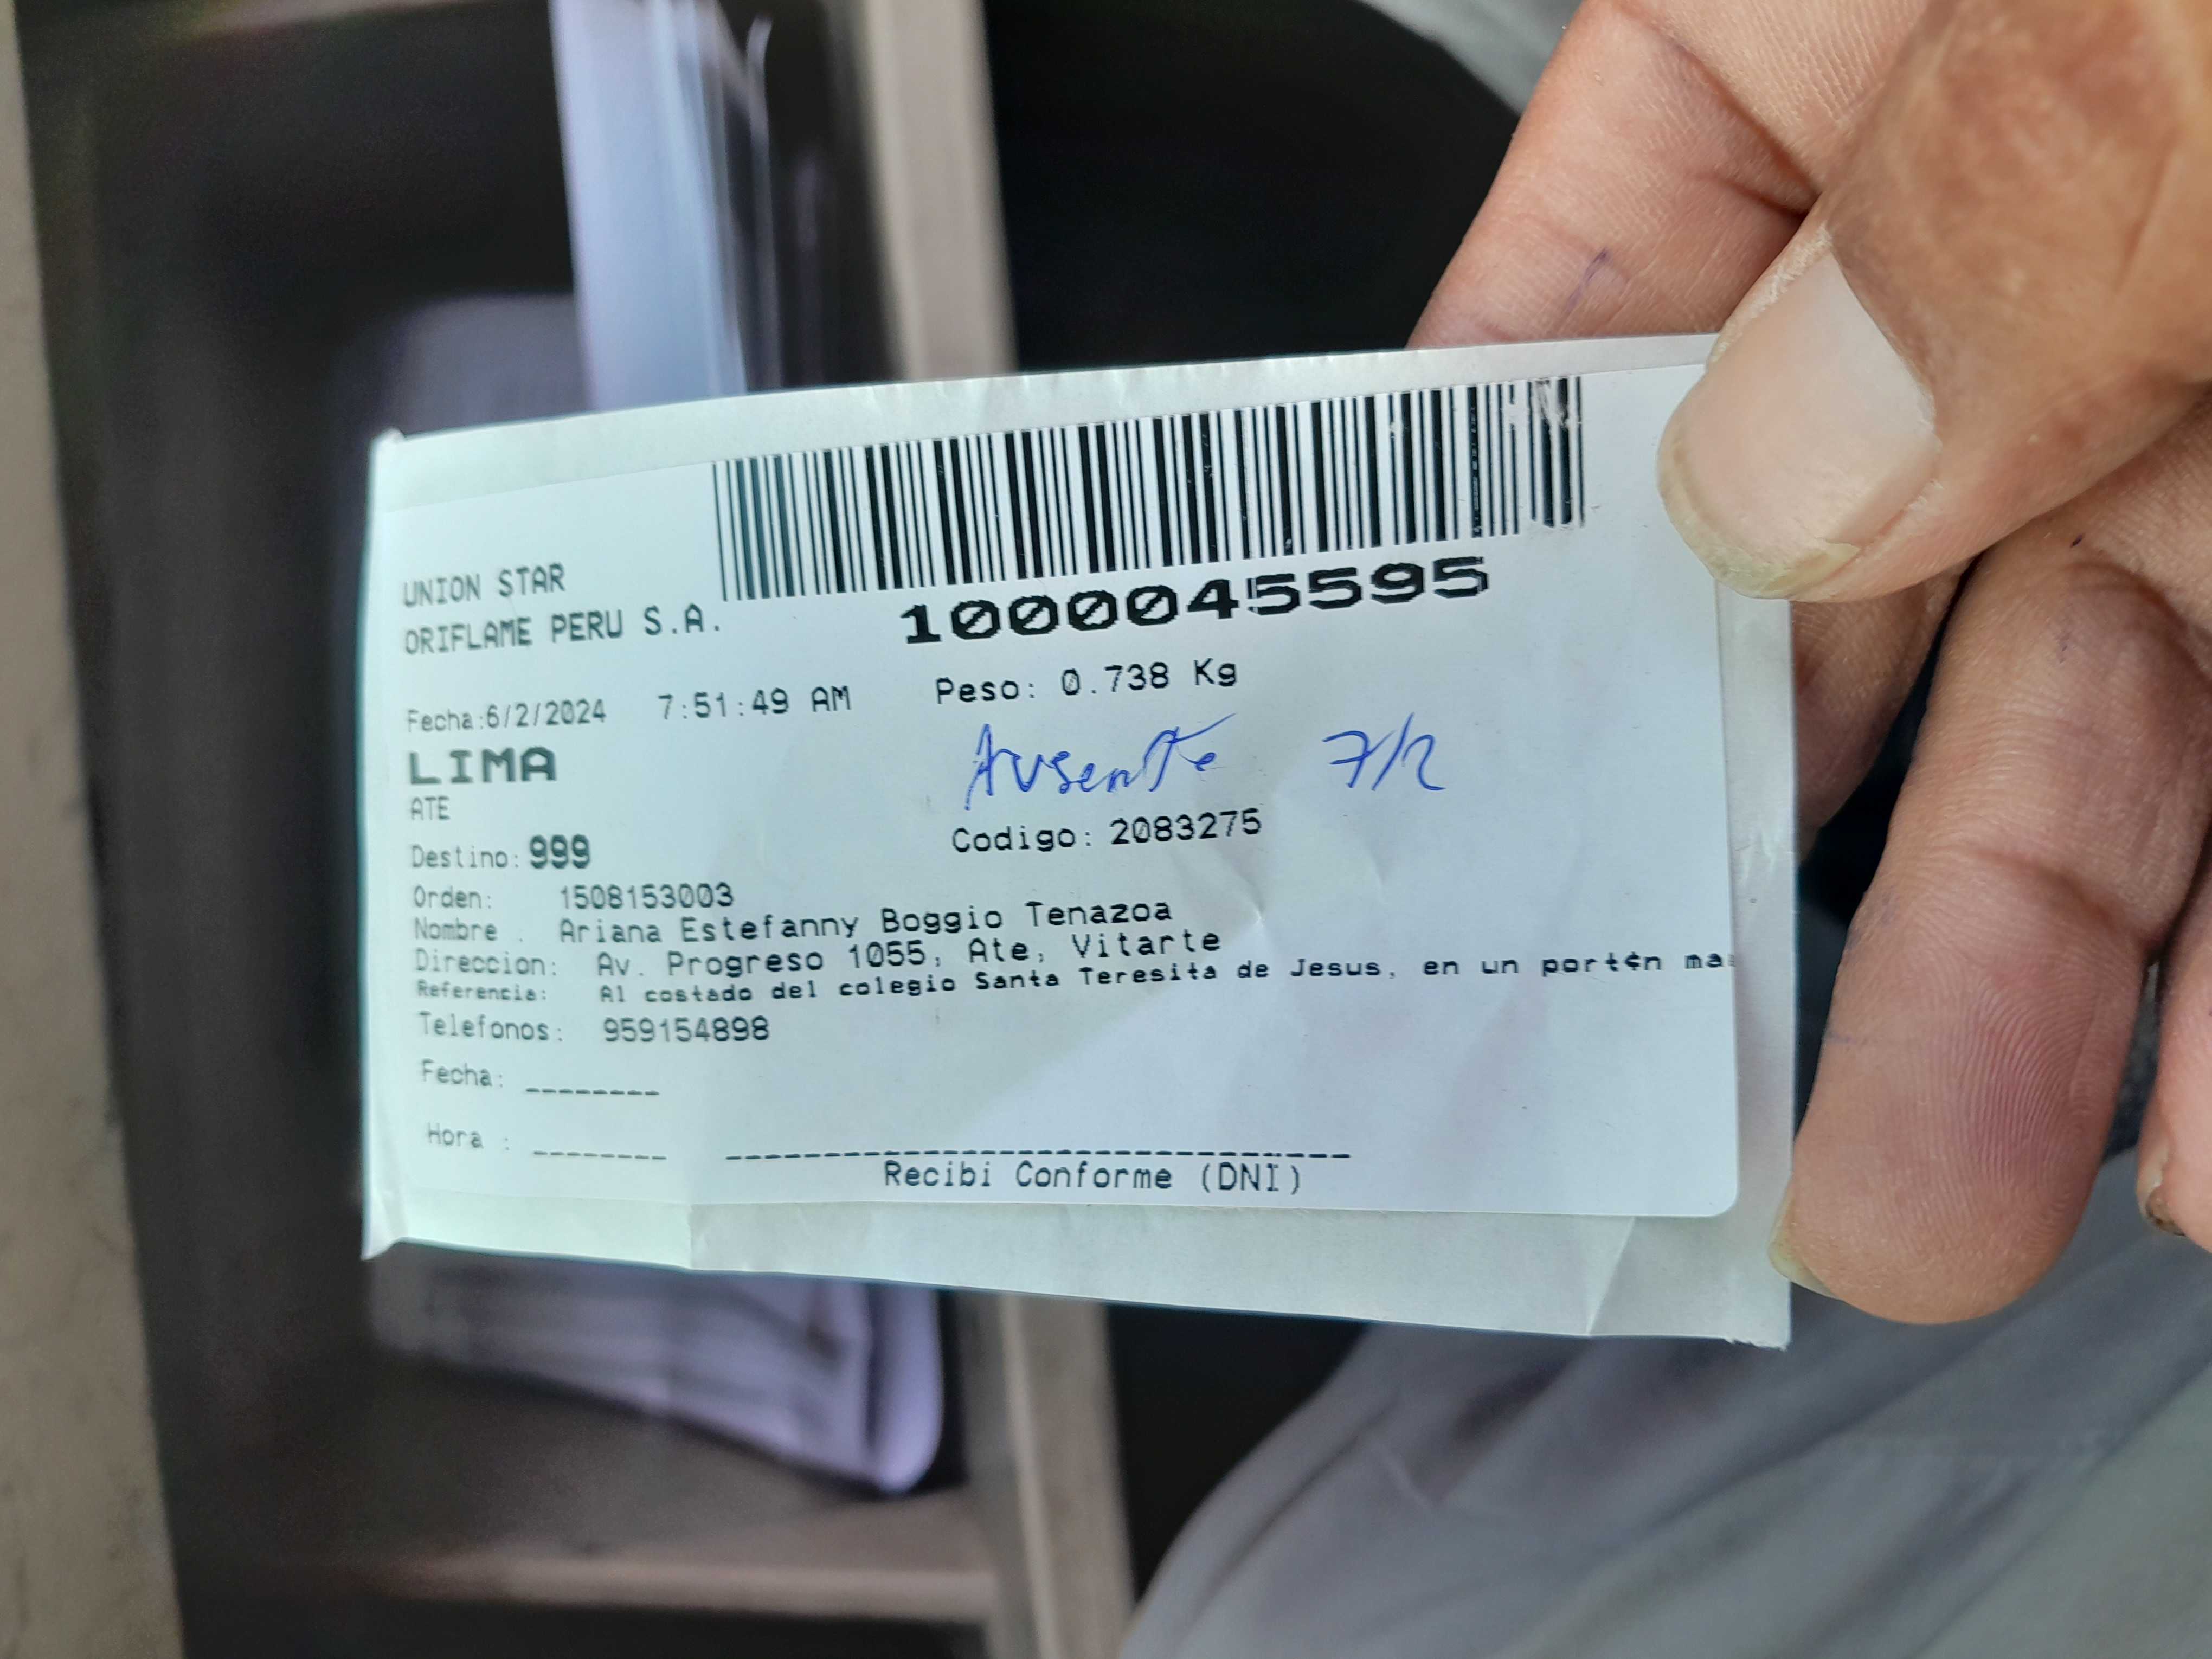 UNION STAR
ORIFLAME PERU S.A.
1000045595
Fecha:6/2/2024 7:51:49 AM Peso: 0.738 Kg
LIMA
Ausente 7/2
ATE
Codigo: 2083275
Destino: 999
Orden: 1508153003
Nombre . Ariana Estefanny Boggio Tenazoa
Direccion: Av. Progreso 1055, Ate, Vitarte
Referencia: Al costado del colegio Santa Teresita de Jesus, en un port¢n ma
Telefonos: 959154898
Fecha: --------
Hora : --------
Recibi Conforme (DNI)